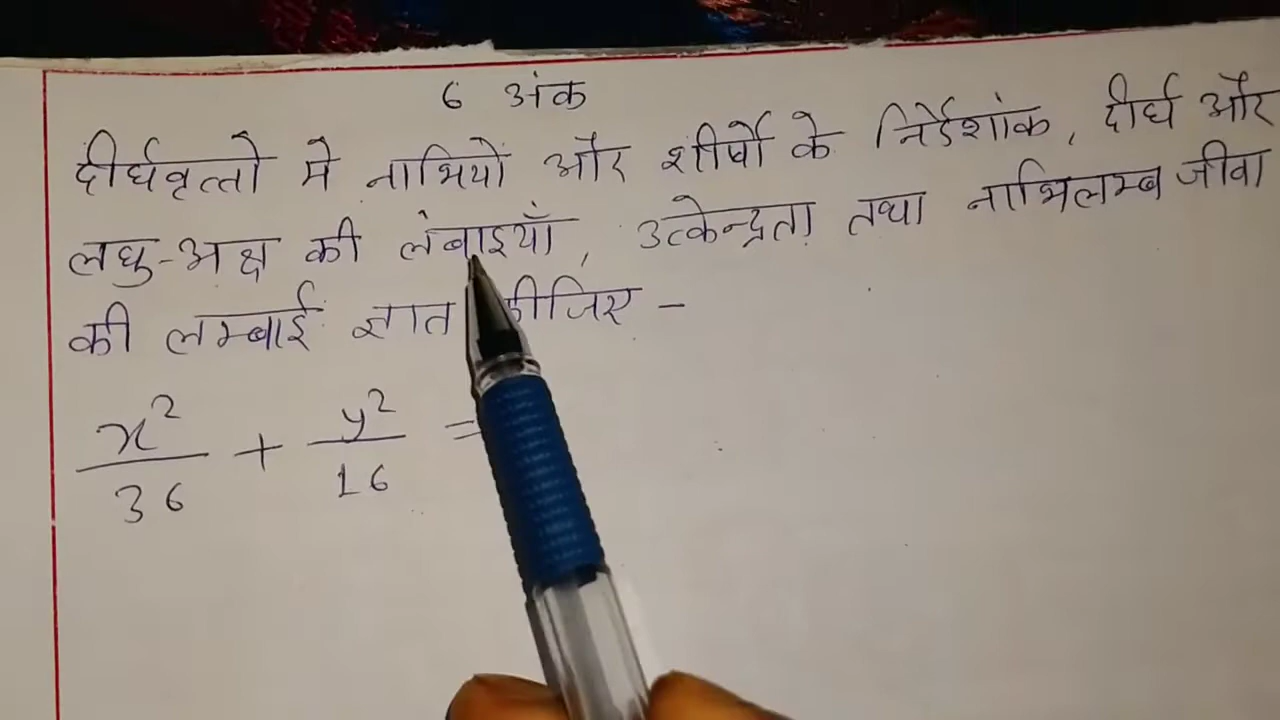 6 अंक
दीर्घवृत्तो मे नाभियों और शीर्षो के निर्देशांक, दीर्घ और
लघु-अक्ष की लंबाइयाँ, उत्केन्द्रता तथा नाभिलम्ब जीवा
की लम्बाई ज्ञात कीजिए -
x²/36 + y²/16 =